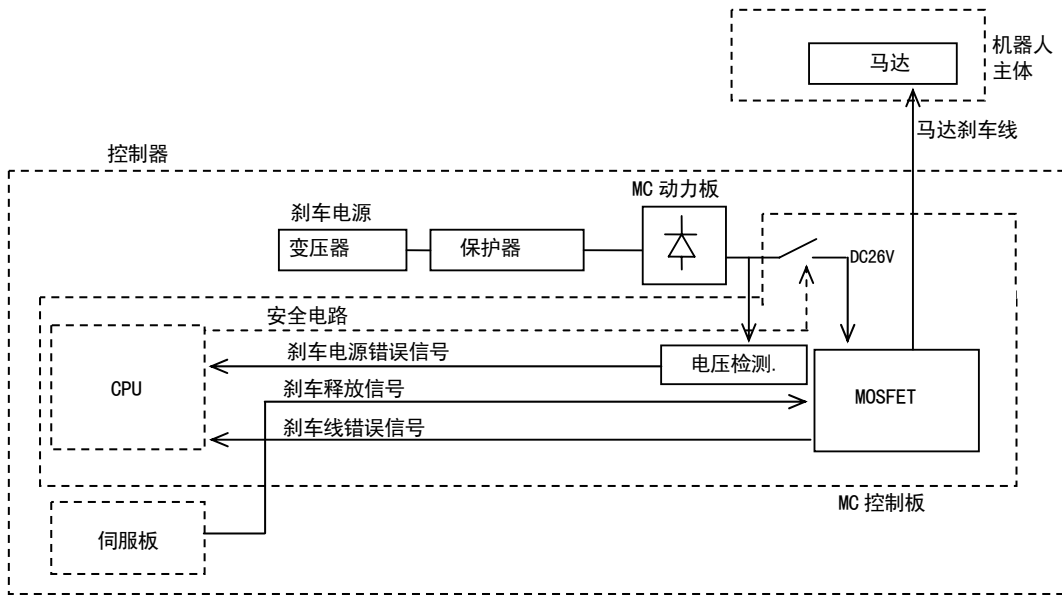 机器人
主体
马达
马达刹车线
控制器
MC 动力板
刹车电源
变压器
保护器
DC26V
安全电路
刹车电源错误信号
电压检测.
CPU
刹车释放信号
MOSFET
刹车线错误信号
MC 控制板
伺服板